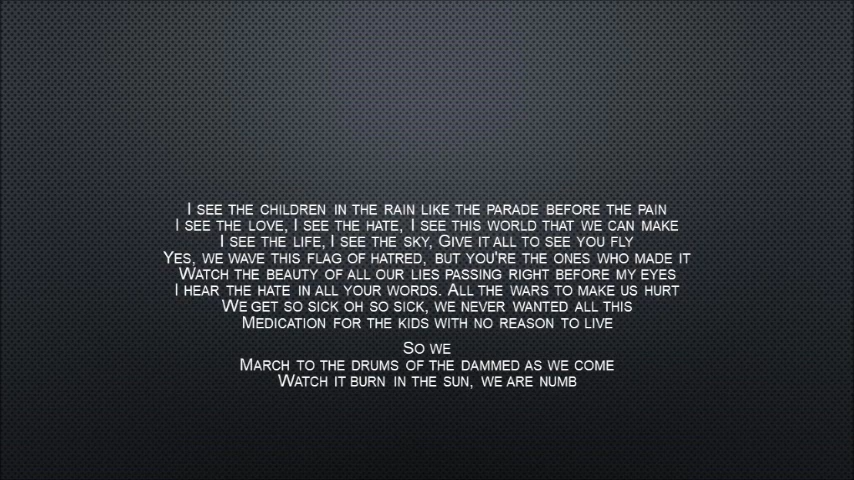 I SEE THE CHILDREN IN THE RAIN LIKE THE PARADE BEFORE THE PAIN
I SEE THE LOVE, I SEE THE HATE, I SEE THIS WORLD THAT WE CAN MAKE
I SEE THE LIFE, I SEE THE SKY, GIVE IT ALL TO SEE YOU FLY
YES, WE WAVE THIS FLAG OF HATRED, BUT YOU'RE THE ONES WHO MADE IT
WATCH THE BEAUTY OF ALL OUR LIES PASSING RIGHT BEFORE MY EYES
I HEAR THE HATE IN ALL YOUR WORDS. ALL THE WARS TO MAKE US HURT
WE GET SO SICK OH SO SICK, WE NEVER WANTED ALL THIS
MEDICATION FOR THE KIDS WITH NO REASON TO LIVE
SO WE
MARCH TO THE DRUMS OF THE DAMMED AS WE COME
WATCH IT BURN IN THE SUN, WE ARE NUMB